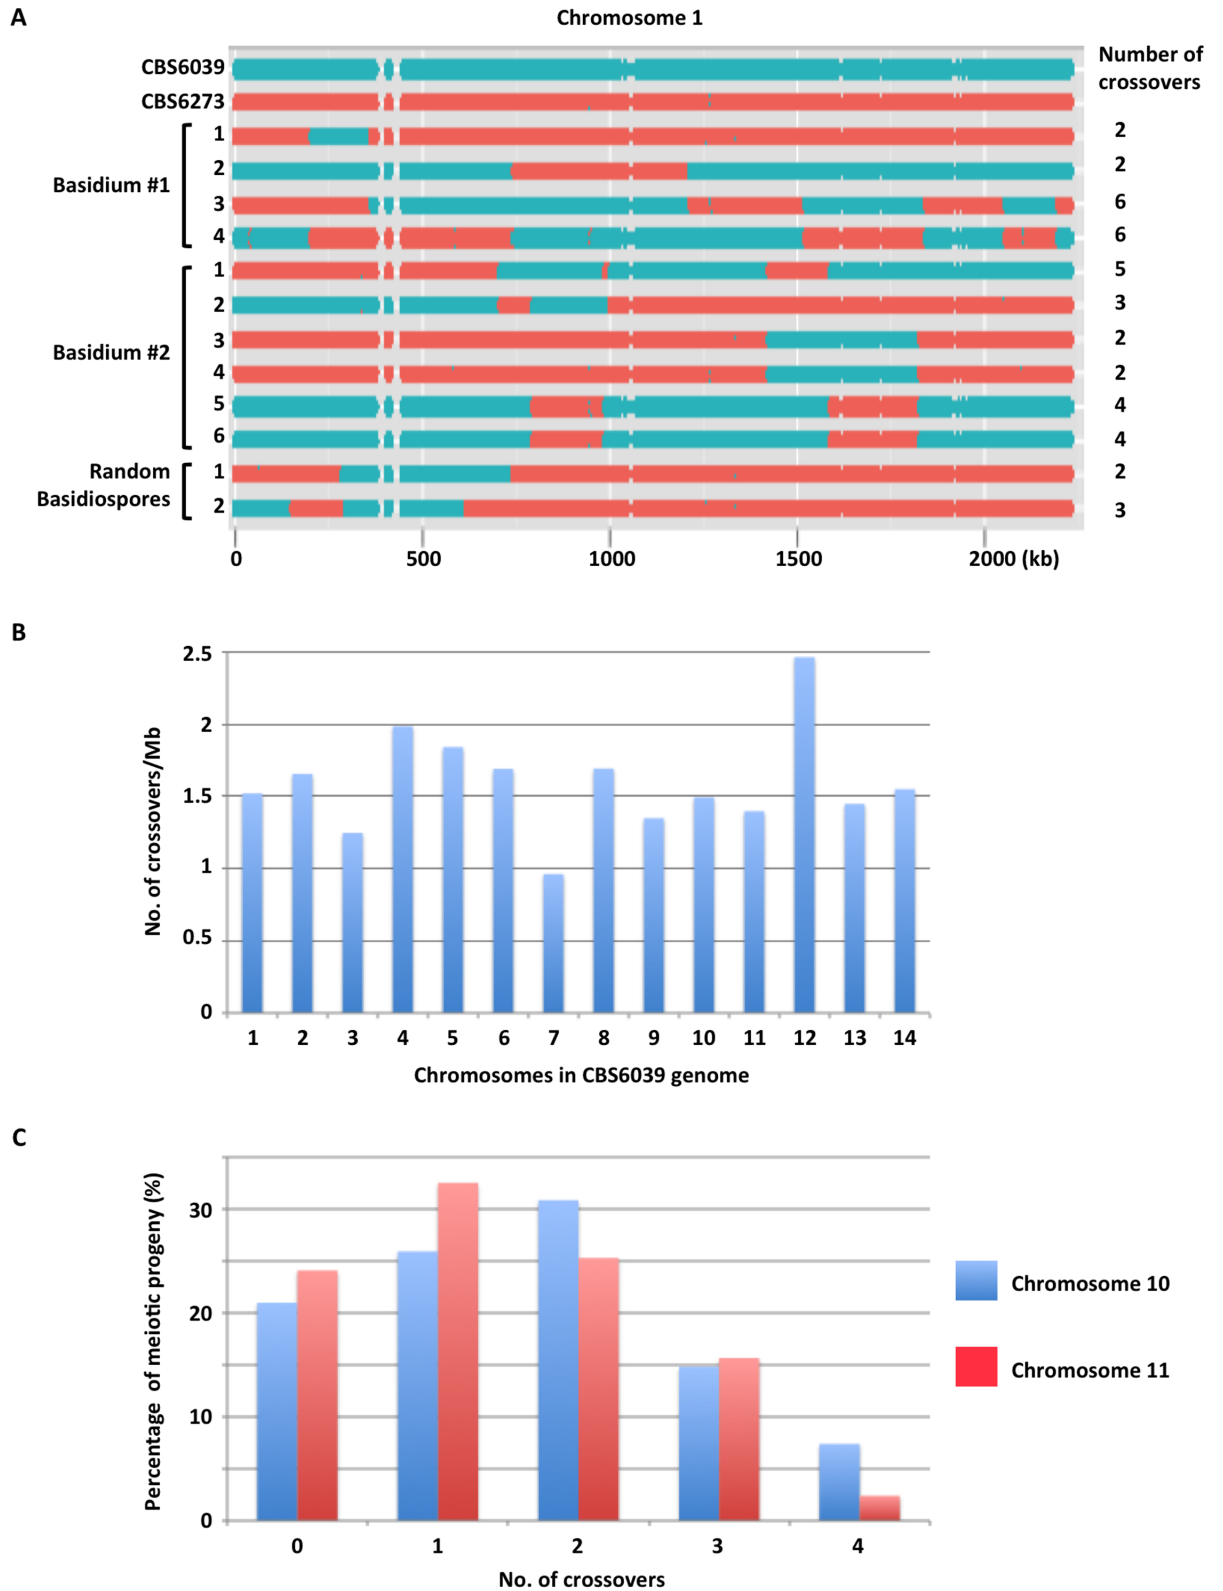 A
Chromosome 1
Number of
crossovers
CBS6039
CBS6273
Basidium #1
1 2
2 2
3 6
4 6
Basidium #2
1 5
2 3
3 2
4 2
5 4
6 4
Random
Basidiospores
1 2
2 3
0 500 1000 1500 2000 (kb)
B
No. of crossovers/Mb
2.5
2
1.5
1
0.5
0
1 2 3 4 5 6 7 8 9 10 11 12 13 14
Chromosomes in CBS6039 genome
C
Percentage of meiotic progeny (%)
30
20
10
0
0 1 2 3 4
No. of crossovers
Chromosome 10
Chromosome 11